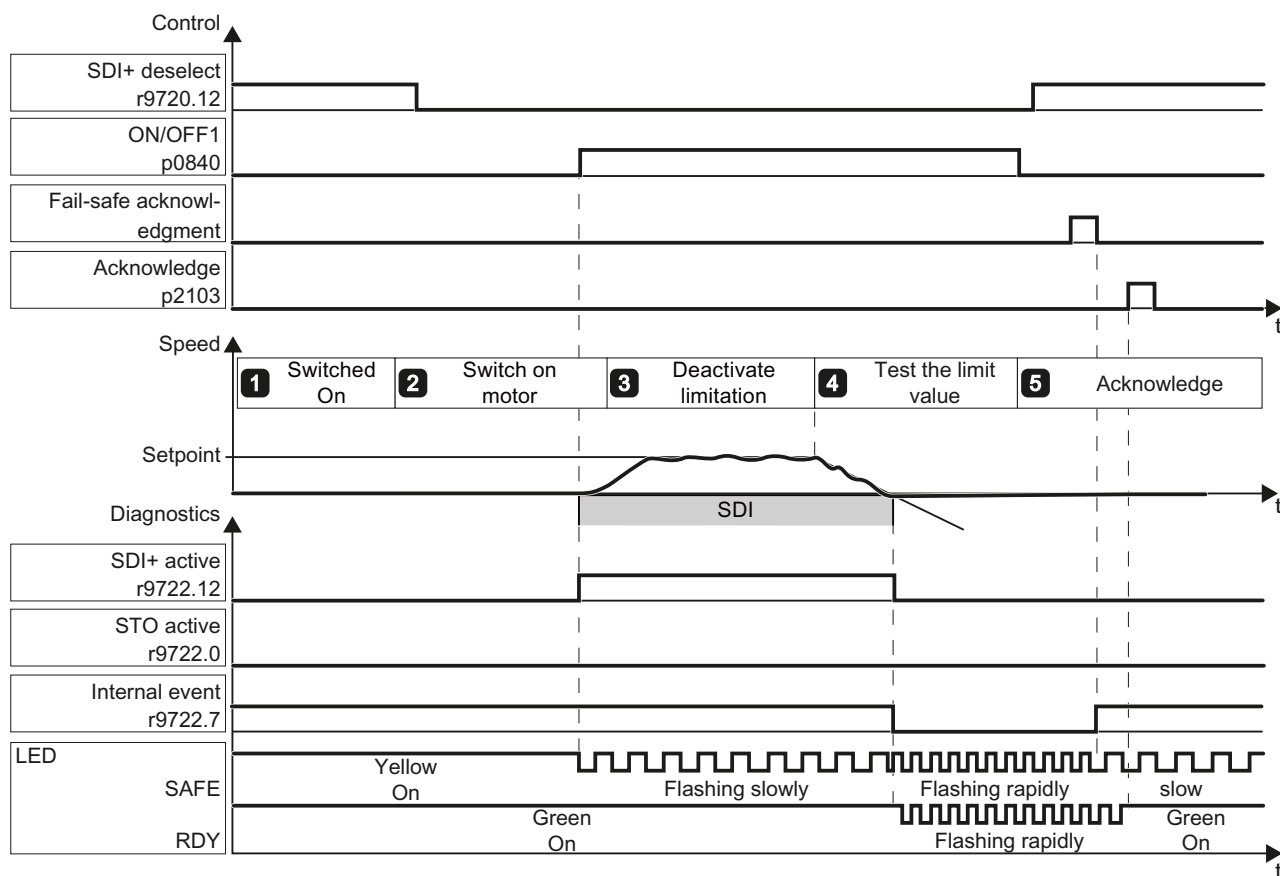 Control
SDI+ deselect
r9720.12
ON/OFF1
p0840
Fail-safe acknowl-
edgment
Acknowledge
p2103
t
Speed
1 Switched
On
2 Switch on
motor
3 Deactivate
limitation
4 Test the limit
value
5 Acknowledge
Setpoint
SDI
t
Diagnostics
SDI+ active
r9722.12
STO active
r9722.0
Internal event
r9722.7
LED
SAFE
Yellow
On
Flashing slowly
Flashing rapidly
slow
RDY
Green
On
Flashing rapidly
Green
On
t